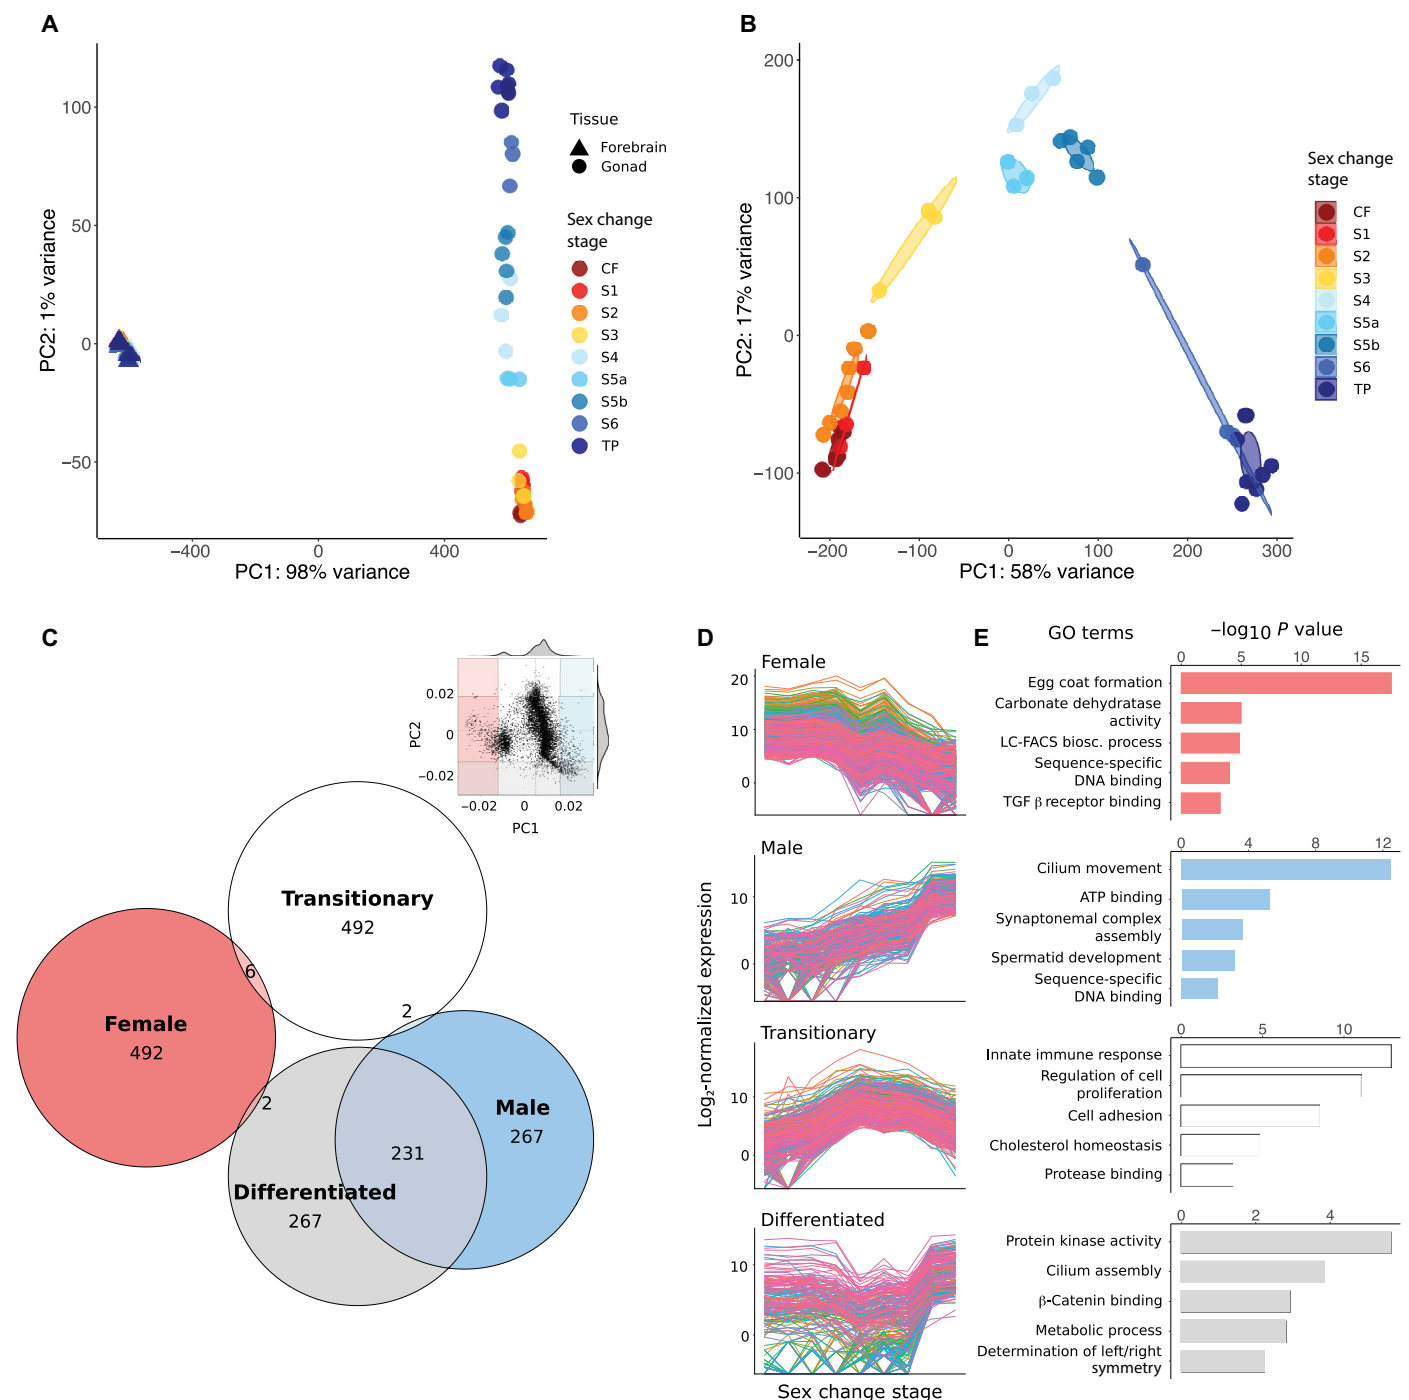 A
PC2: 1% variance
100
50
0
−50
−400
0
400
PC1: 98% variance
Tissue
Forebrain
Gonad
Sex change
stage
CF
S1
S2
S3
S4
S5a
S5b
S6
TP
B
PC2: 17% variance
200
100
0
−100
−200
−100
0
100
200
300
PC1: 58% variance
Sex change
stage
CF
S1
S2
S3
S4
S5a
S5b
S6
TP
C
PC2
0.02
0
−0.02
−0.02
0
0.02
PC1
Transitionary
492
6
Female
492
2
2
Male
267
231
Differentiated
267
D
Log2-normalized expression
Female
20
10
0
Male
10
0
Transitionary
10
0
Differentiated
10
0
Sex change stage
E
GO terms
–log10 P value
0 5 10 15
Egg coat formation
Carbonate dehydratase
activity
LC-FACS biosc. process
Sequence-specific
DNA binding
TGF β receptor binding
0 4 8 12
Cilium movement
ATP binding
Synaptonemal complex
assembly
Spermatid development
Sequence-specific
DNA binding
0 5 10
Innate immune response
Regulation of cell
proliferation
Cell adhesion
Cholesterol homeostasis
Protease binding
0 2 4
Protein kinase activity
Cilium assembly
β-Catenin binding
Metabolic process
Determination of left/right
symmetry